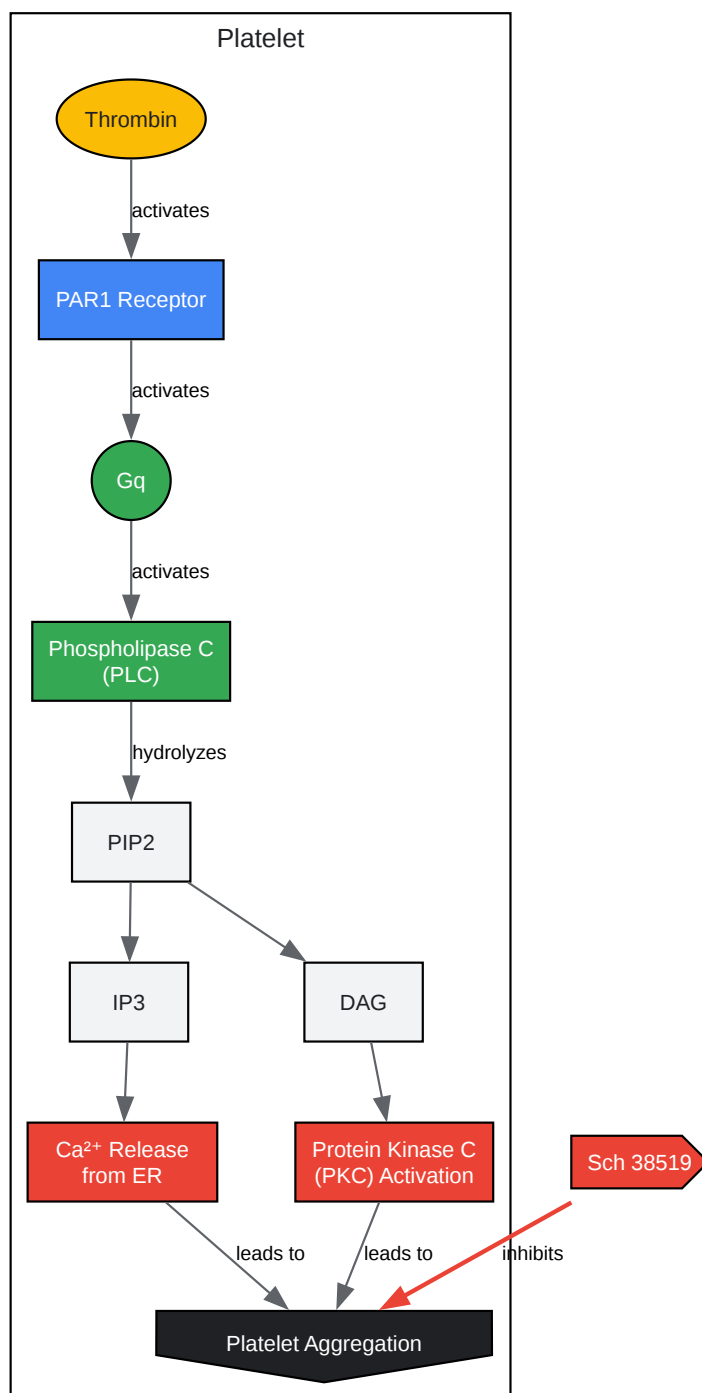 Platelet
Thrombin
activates
PAR1 Receptor
activates
Gq
activates
Phospholipase C
(PLC)
hydrolyzes
PIP2
IP3
DAG
Ca²⁺ Release
from ER
Protein Kinase C
(PKC) Activation
Sch 38519
leads to
leads to
inhibits
Platelet Aggregation